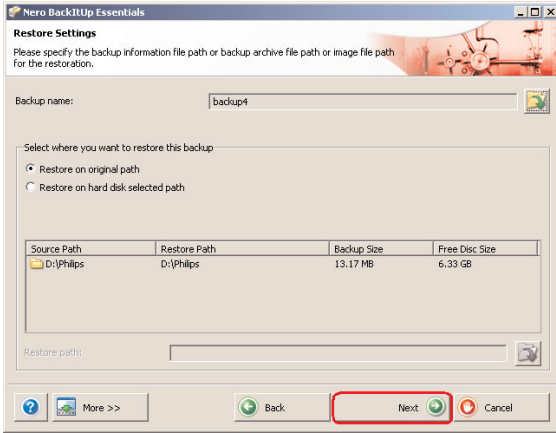 Nero BackItUp Essentials
Restore Settings
Please specify the backup information file path or backup archive file path or image file path
for the restoration.
Backup name:
backup4
Select where you want to restore this backup
Restore on original path
Restore on hard disk selected path
Source Path Restore Path Backup Size Free Disc Size
D:\Philips D:\Philips 13.17 MB 6.33 GB
Restore path:
More >> Back Next Cancel